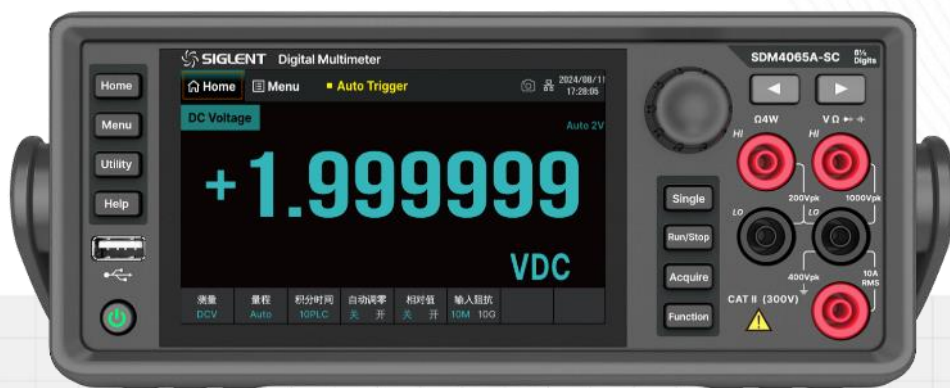 SIGLENT Digital Multimeter
SDM4065A-SC 6½ Digits
Home
Menu
Utility
Help
Home Menu Auto Trigger 2024/08/11 17:28:05
DC Voltage
Auto 2V
+1.999999
VDC
测量 量程 积分时间 自动调零 相对值 输入阻抗
DCV Auto 10PLC 关 开 关 开 10M 10G
Single
Run/Stop
Acquire
Function
Ω4W VΩ
HI HI
200Vpk 1000Vpk
LO LO
400Vpk 10A RMS
CAT II (300V)